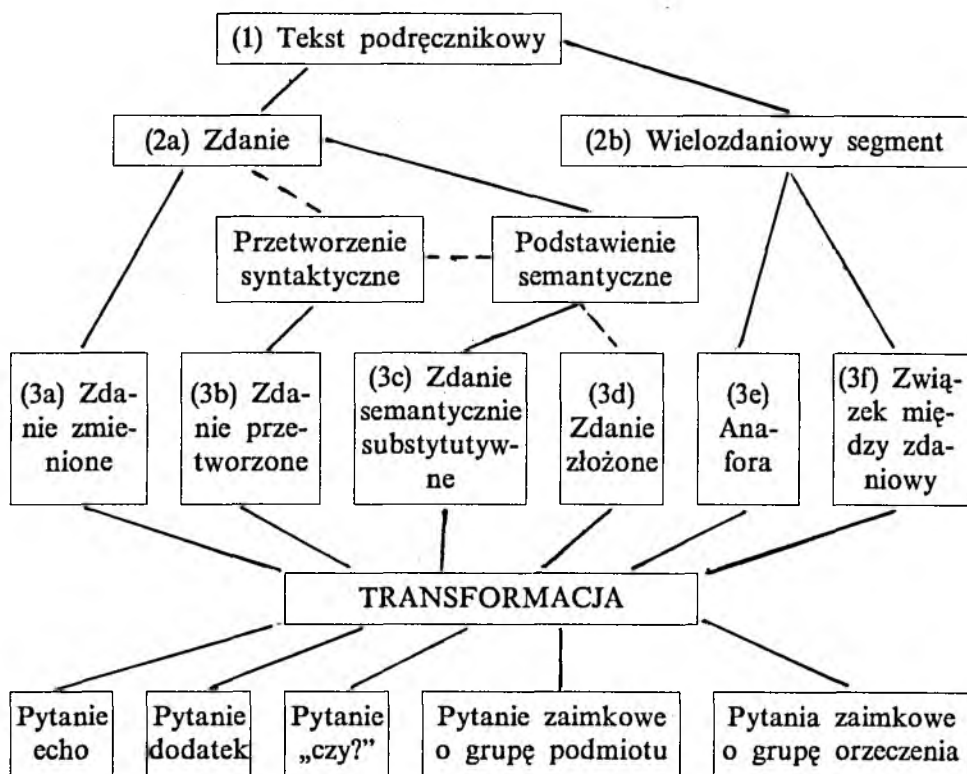 (1) Tekst podręcznikowy
(2a) Zdanie
(2b) Wielozdaniowy segment
Przetworzenie
syntaktyczne
Podstawienie
semantyczne
(3a) Zda-
nie zmie-
nione
(3b) Zda-
nie prze-
tworzone
(3c) Zdanie
semantycznie
substytutyw-
ne
(3d)
Zdanie
złożone
(3e)
Ana-
fora
(3f) Zwią-
zek mię-
dzy zda-
niowy
TRANSFORMACJA
Pytanie
echo
Pytanie
dodatek
Pytanie
„czy?”
Pytanie zaimkowe
o grupę podmiotu
Pytania zaimkowe
o grupę orzeczenia